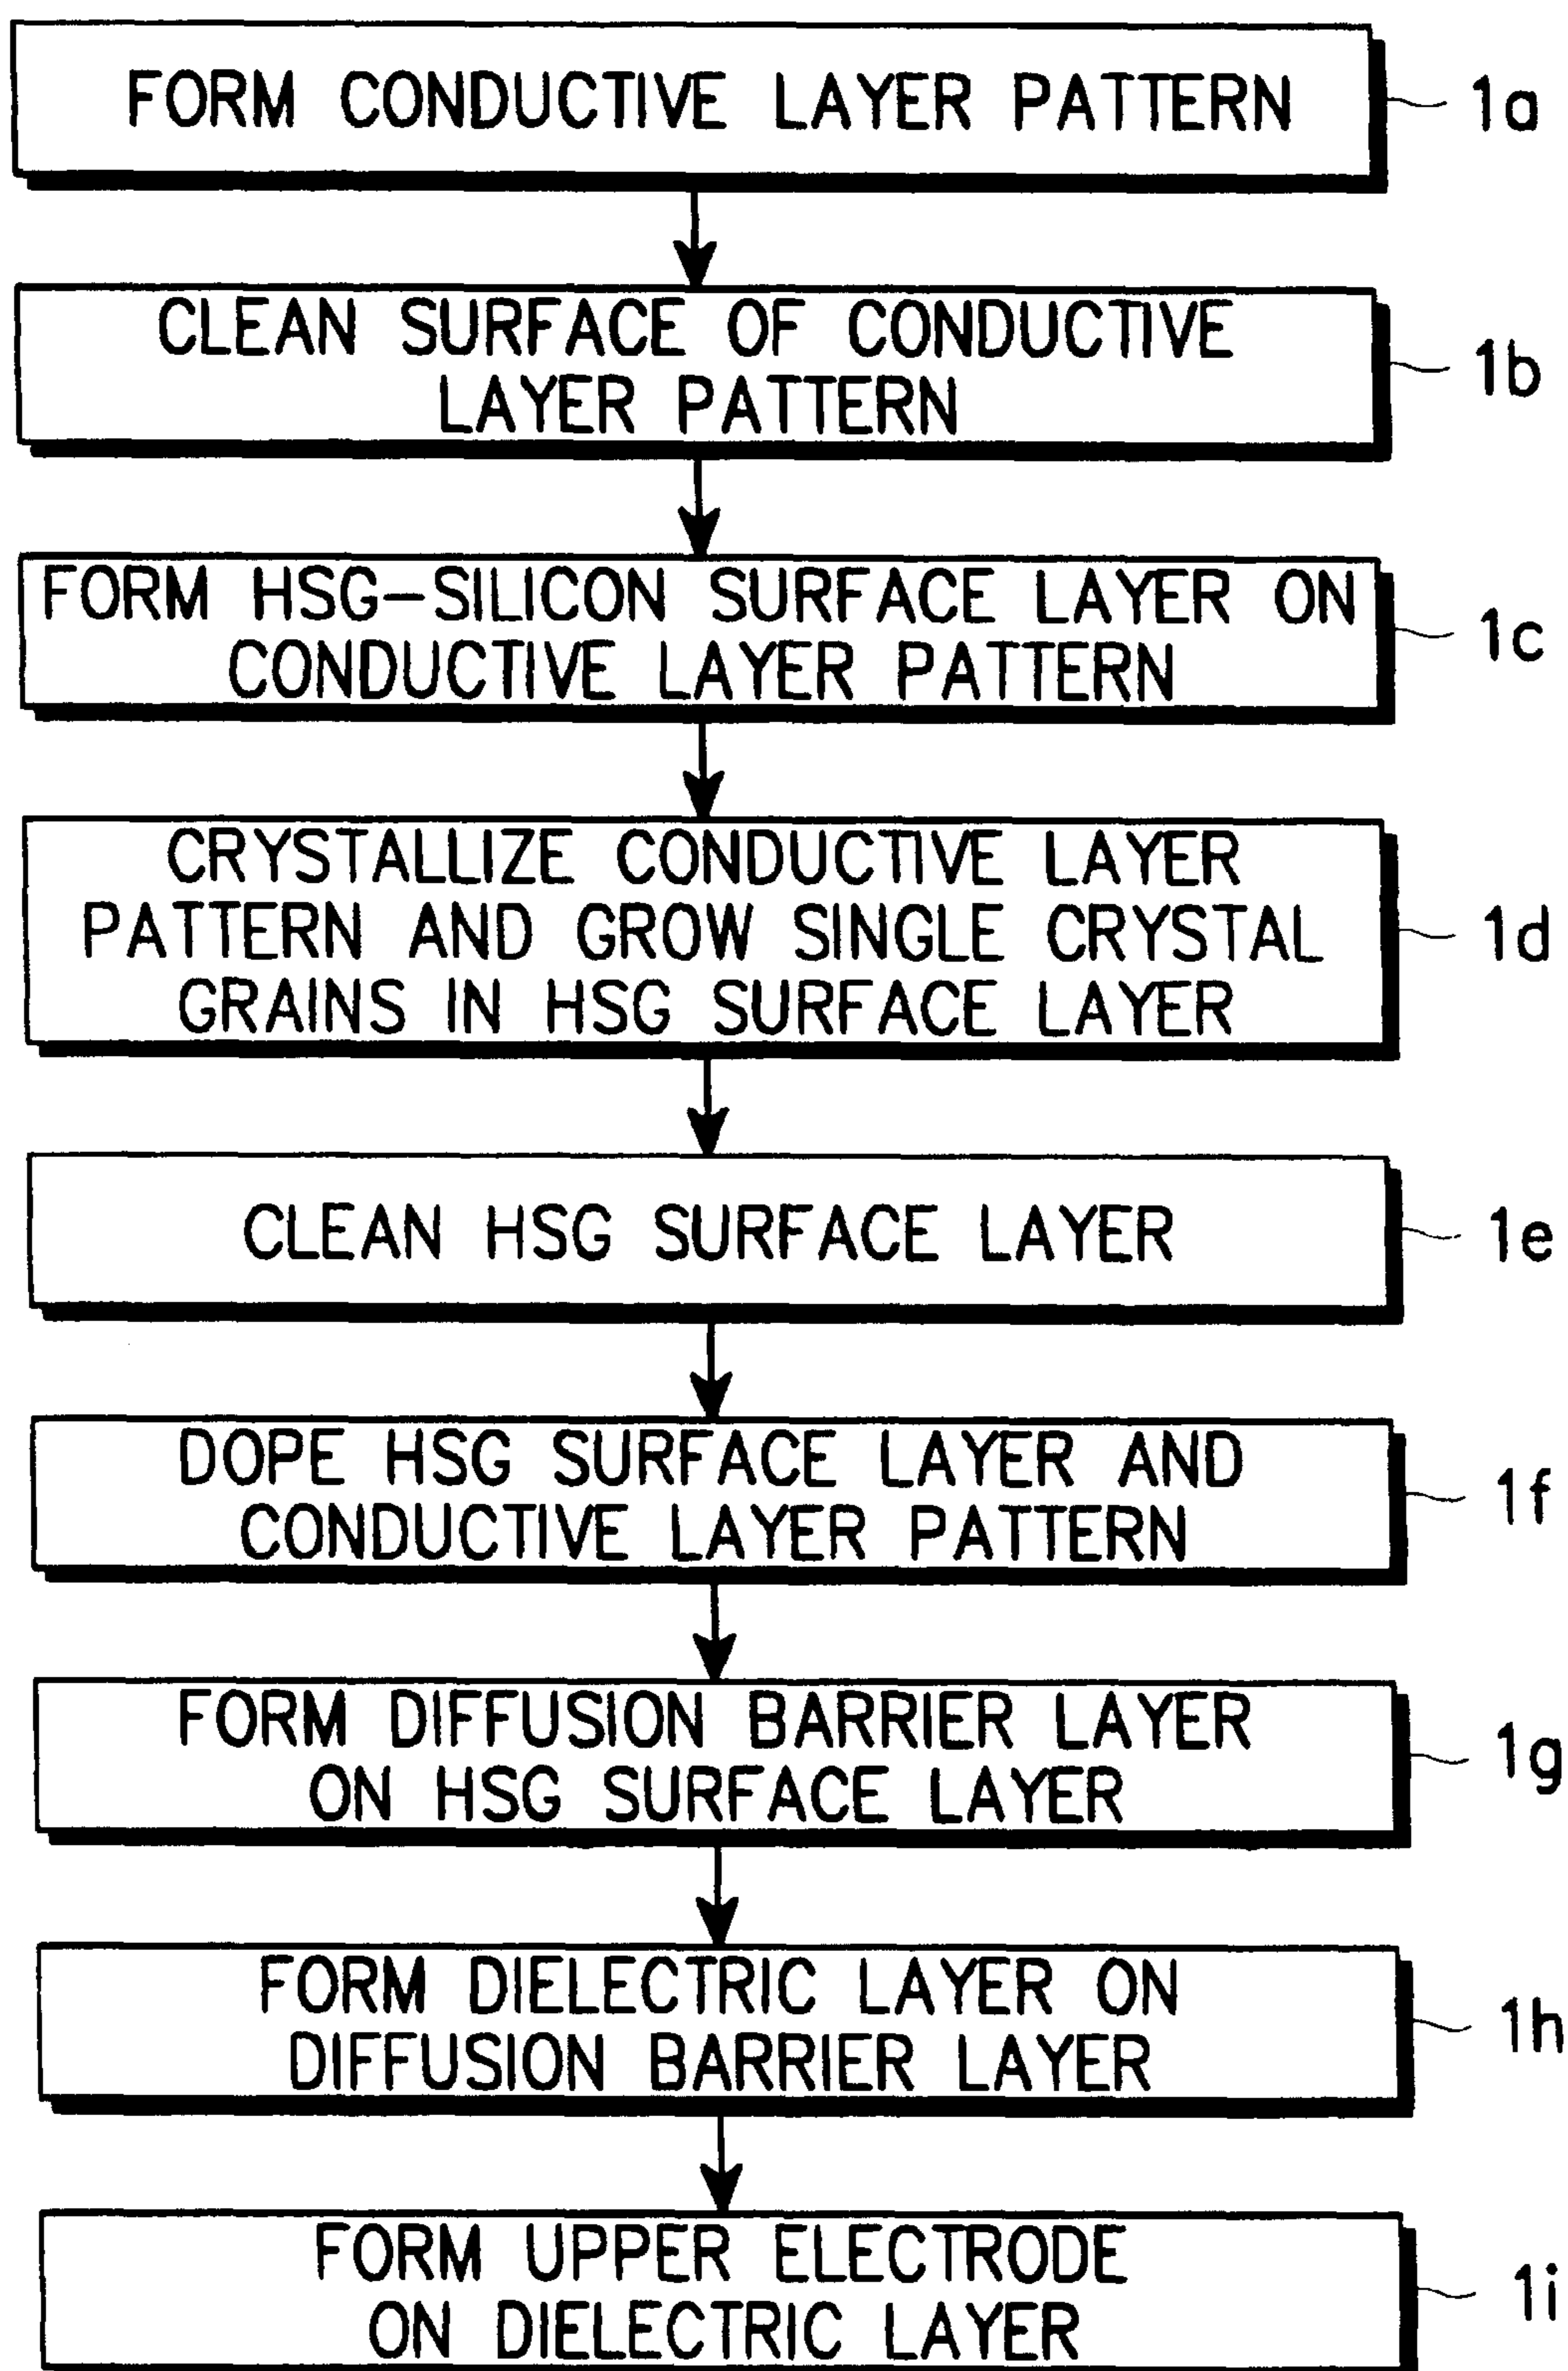 FORM CONDUCTIVE LAYER PATTERN
1a
CLEAN SURFACE OF CONDUCTIVE
LAYER PATTERN
1b
FORM HSG-SILICON SURFACE LAYER ON
CONDUCTIVE LAYER PATTERN
1c
CRYSTALLIZE CONDUCTIVE LAYER
PATTERN AND GROW SINGLE CRYSTAL
GRAINS IN HSG SURFACE LAYER
1d
CLEAN HSG SURFACE LAYER
1e
DOPE HSG SURFACE LAYER AND
CONDUCTIVE LAYER PATTERN
1f
FORM DIFFUSION BARRIER LAYER
ON HSG SURFACE LAYER
1g
FORM DIELECTRIC LAYER ON
DIFFUSION BARRIER LAYER
1h
FORM UPPER ELECTRODE
ON DIELECTRIC LAYER
1i